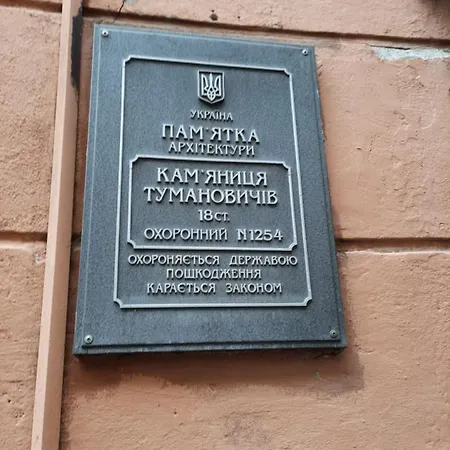 УКРАЇНА
ПАМ'ЯТКА
АРХІТЕКТУРИ
КАМ'ЯНИЦЯ
ТУМАНОВИЧІВ
18 СТ.
ОХОРОННИЙ N1254
ОХОРОНЯЄТЬСЯ ДЕРЖАВОЮ
ПОШКОДЖЕННЯ
КАРАЄТЬСЯ ЗАКОНОМ